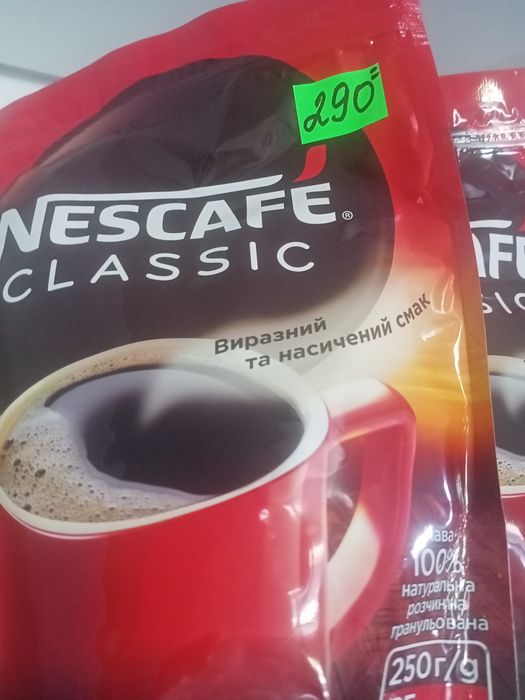 290=
NESCAFÉ®
CLASSIC
Виразний
та насичений смак
100%
натуральна
розчинна
гранульована
250г/g